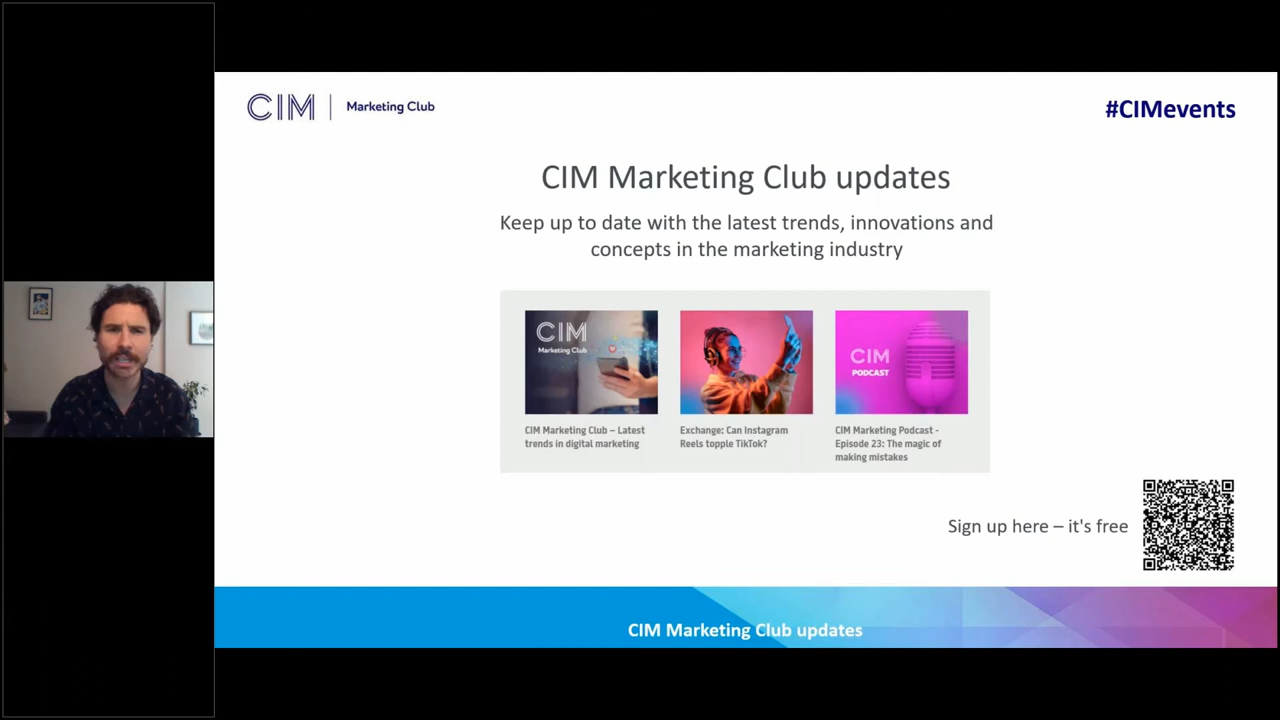 CIM | Marketing Club
#CIMevents
CIM Marketing Club updates
Keep up to date with the latest trends, innovations and
concepts in the marketing industry
CIM
Marketing Club
CIM
PODCAST
CIM Marketing Club – Latest
trends in digital marketing
Exchange: Can Instagram
Reels topple TikTok?
CIM Marketing Podcast -
Episode 23: The magic of
making mistakes
Sign up here – it's free
CIM Marketing Club updates